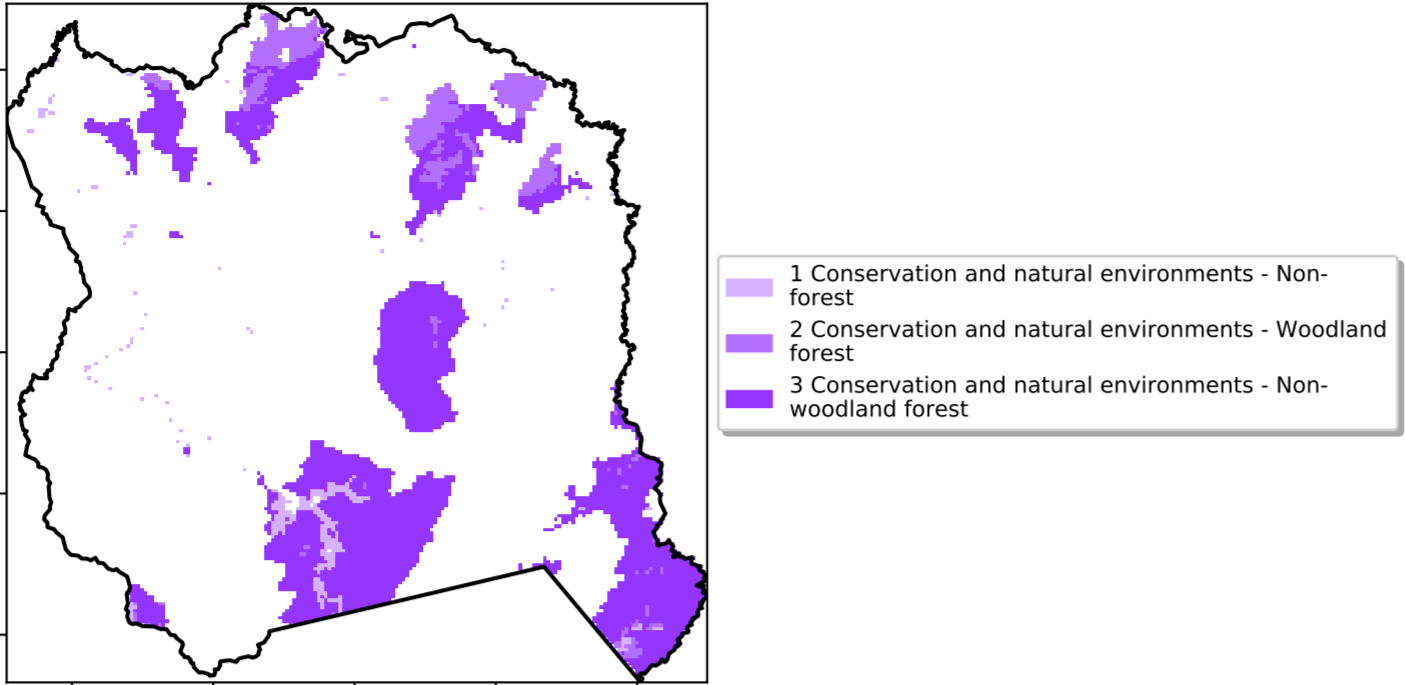 1 Conservation and natural environments - Non-
forest
2 Conservation and natural environments - Woodland
forest
3 Conservation and natural environments - Non-
woodland forest